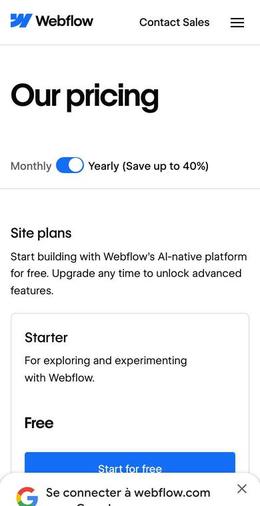 Webflow
Contact Sales
Our pricing
Monthly
Yearly (Save up to 40%)
Site plans
Start building with Webflow's AI-native platform
for free. Upgrade any time to unlock advanced
features.
Starter
For exploring and experimenting
with Webflow.
Free
Start for free
Se connecter à webflow.com